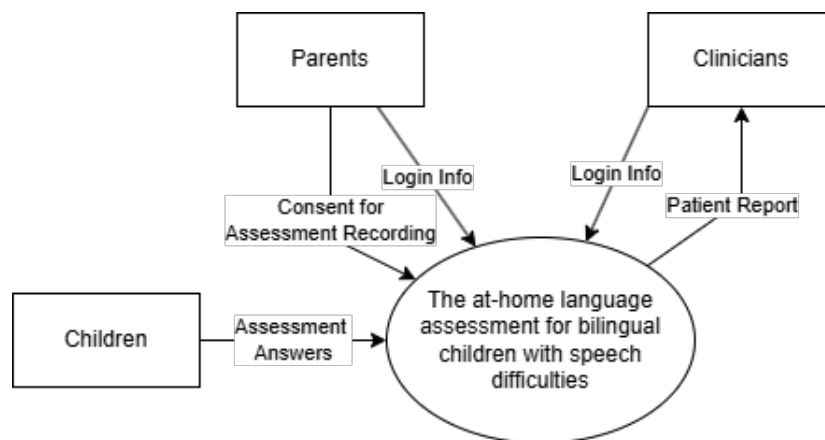 Parents
Clinicians
Login Info
Login Info
Consent for
Assessment Recording
Patient Report
Children
Assessment
Answers
The at-home language
assessment for bilingual
children with speech
difficulties